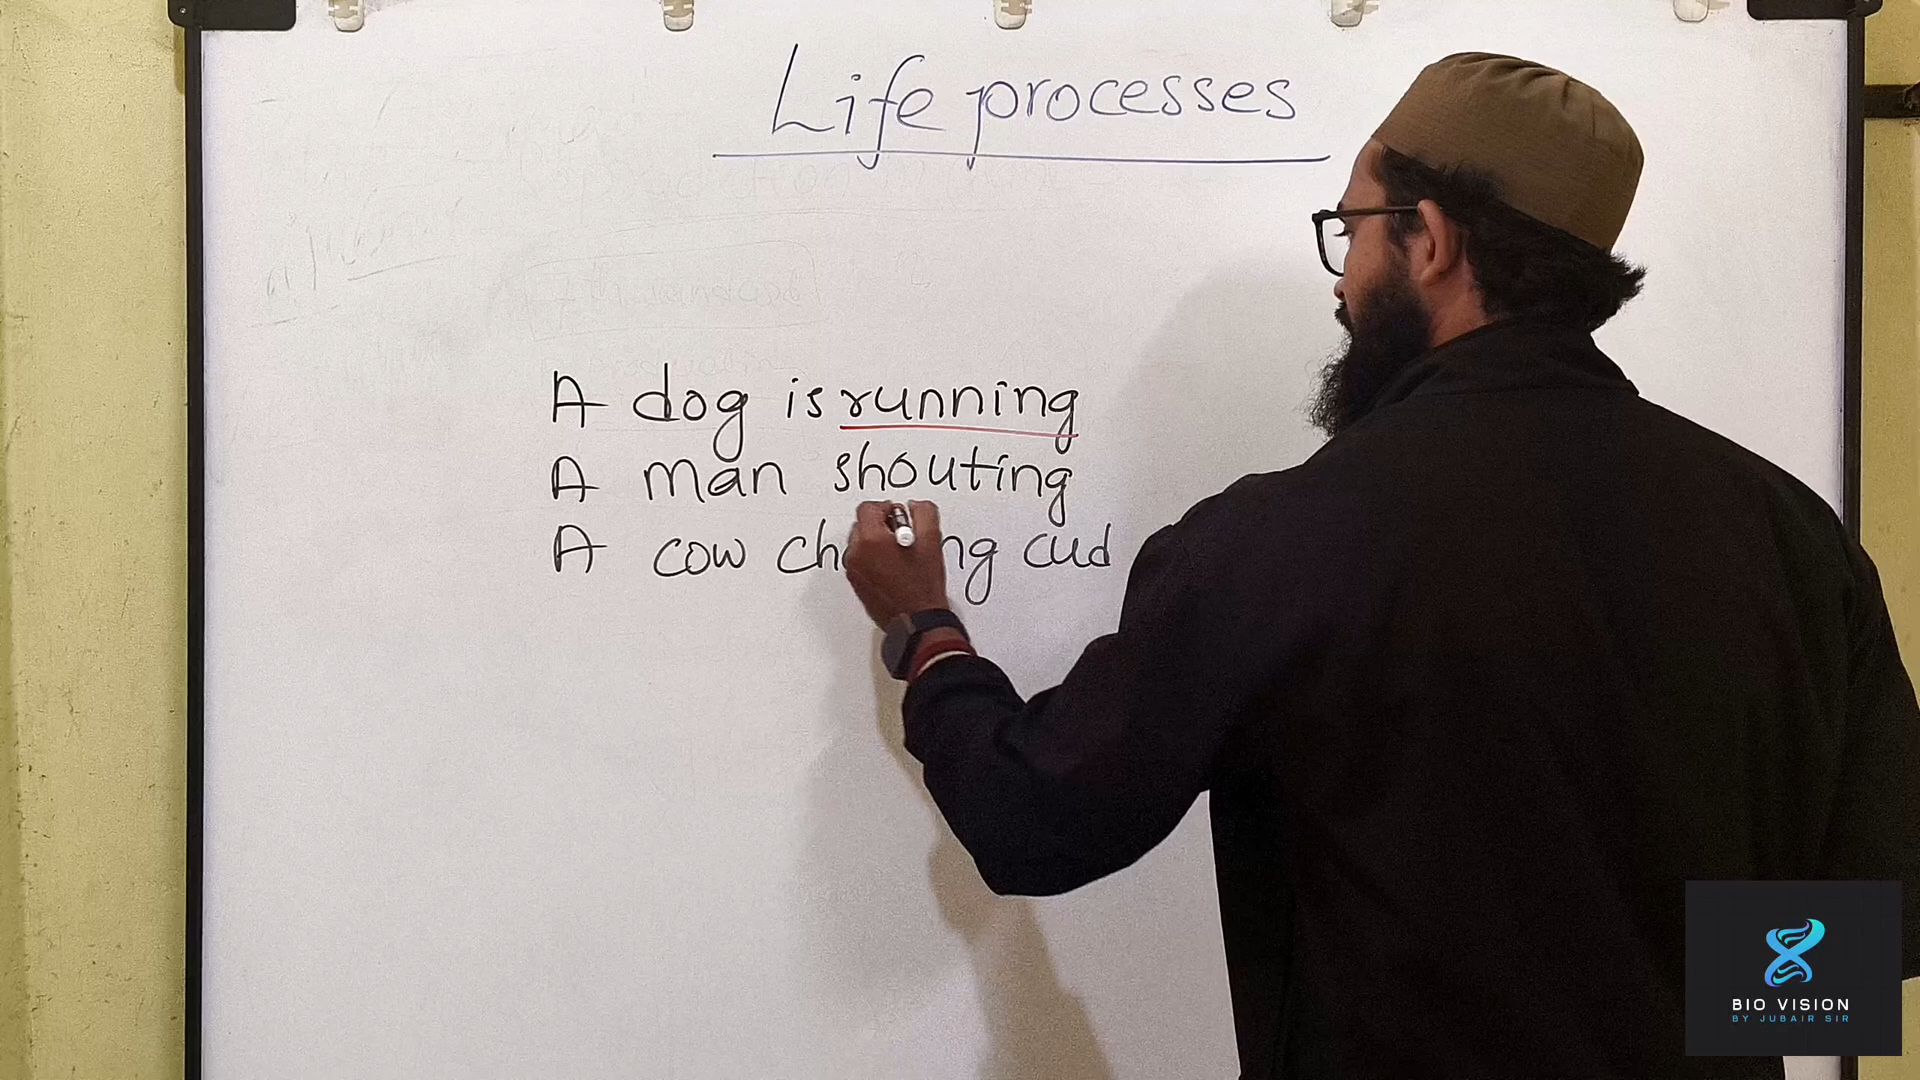 Life processes
A dog is running
A man shouting
A cow cud
BIO VISION
BY JUBAIR SIR